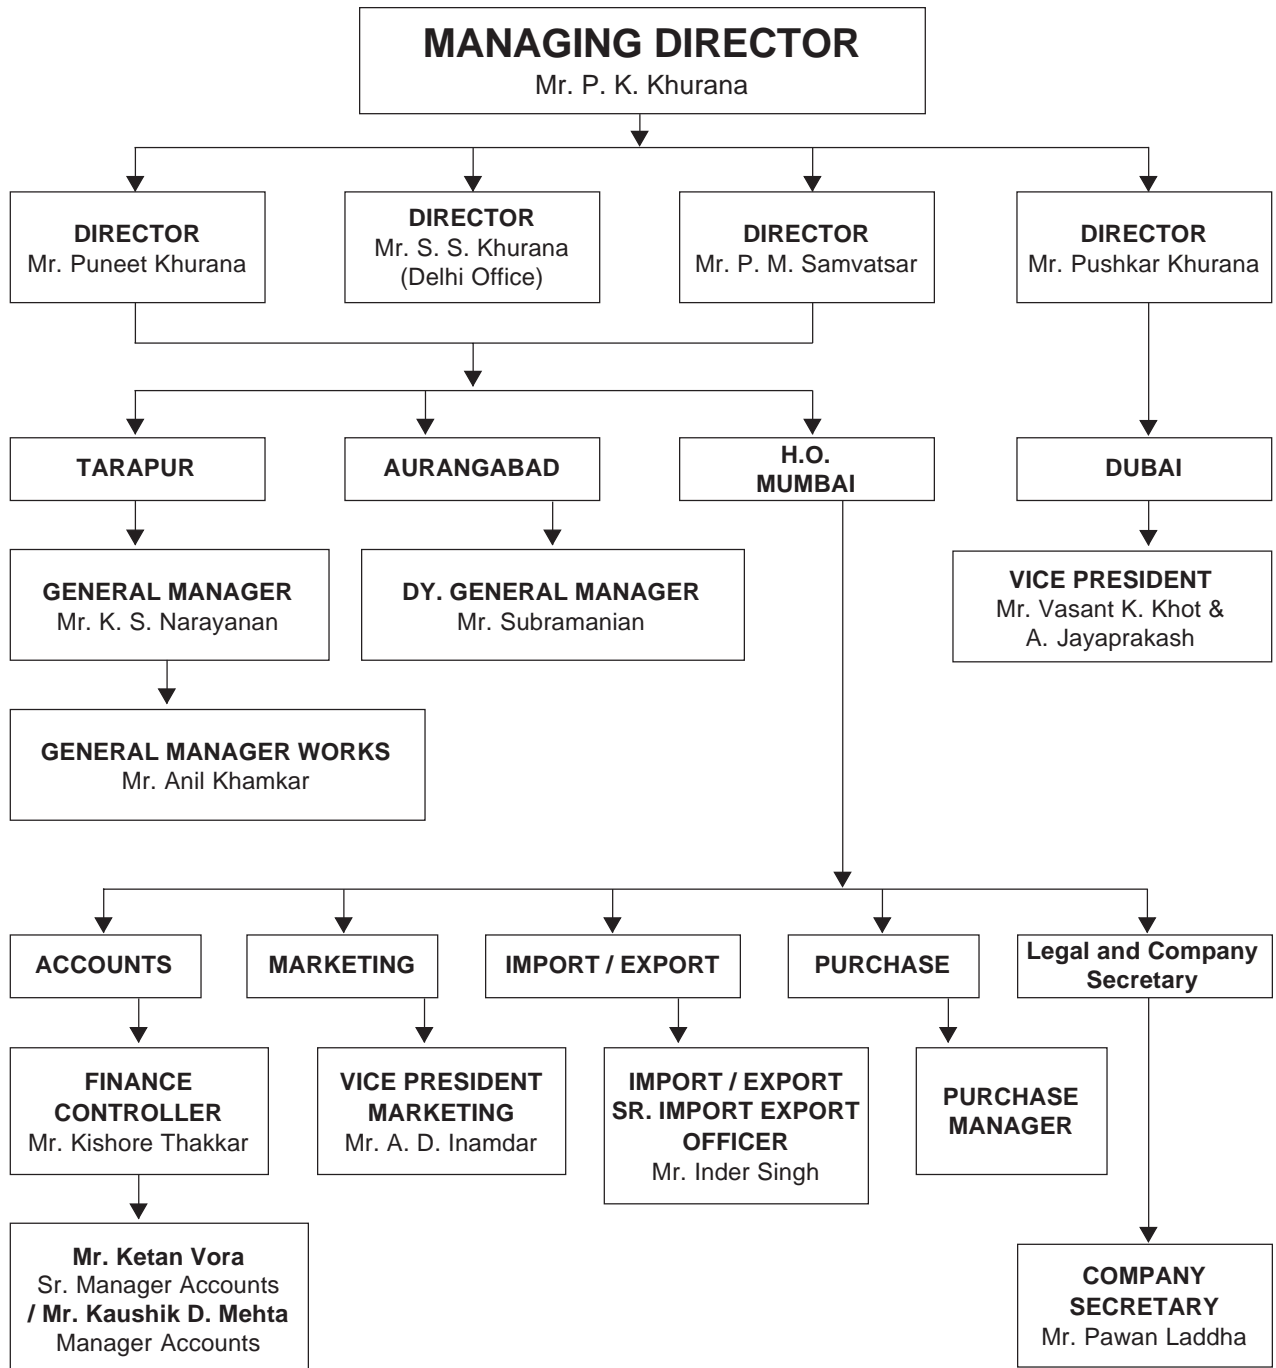 MANAGING DIRECTOR
Mr. P. K. Khurana
DIRECTOR
Mr. Puneet Khurana
DIRECTOR
Mr. S. S. Khurana
(Delhi Office)
DIRECTOR
Mr. P. M. Samvatsar
DIRECTOR
Mr. Pushkar Khurana
TARAPUR
AURANGABAD
H.O.
MUMBAI
DUBAI
GENERAL MANAGER
Mr. K. S. Narayanan
DY. GENERAL MANAGER
Mr. Subramanian
VICE PRESIDENT
Mr. Vasant K. Khot &
A. Jayaprakash
GENERAL MANAGER WORKS
Mr. Anil Khamkar
ACCOUNTS
MARKETING
IMPORT / EXPORT
PURCHASE
Legal and Company
Secretary
FINANCE
CONTROLLER
Mr. Kishore Thakkar
VICE PRESIDENT
MARKETING
Mr. A. D. Inamdar
IMPORT / EXPORT
SR. IMPORT EXPORT
OFFICER
Mr. Inder Singh
PURCHASE
MANAGER
Mr. Ketan Vora
Sr. Manager Accounts
/ Mr. Kaushik D. Mehta
Manager Accounts
COMPANY
SECRETARY
Mr. Pawan Laddha